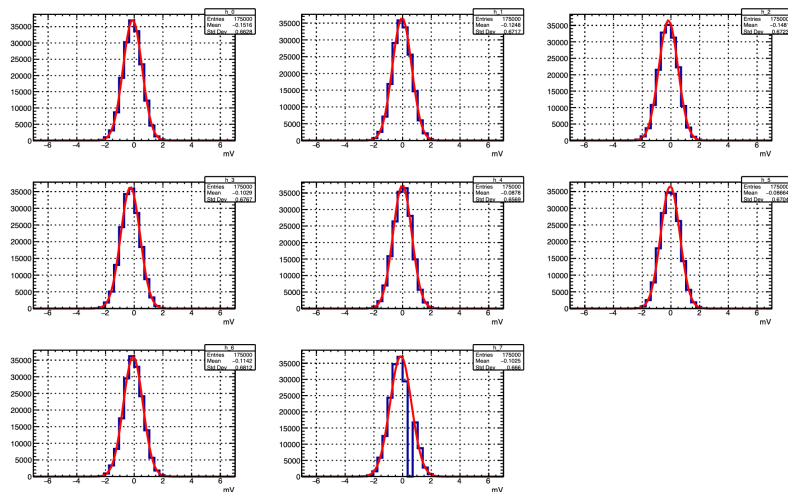 h_0
Entries 175000
Mean −0.1516
Std Dev 0.6628
35000
30000
25000
20000
15000
10000
5000
0
−6 −4 −2 0 2 4 6
mV
h_1
Entries 175000
Mean −0.1248
Std Dev 0.6717
35000
30000
25000
20000
15000
10000
5000
0
−6 −4 −2 0 2 4 6
mV
h_2
Entries 175000
Mean −0.1481
Std Dev 0.6723
35000
30000
25000
20000
15000
10000
5000
0
−6 −4 −2 0 2 4 6
mV
h_3
Entries 175000
Mean −0.1029
Std Dev 0.6767
35000
30000
25000
20000
15000
10000
5000
0
−6 −4 −2 0 2 4 6
mV
h_4
Entries 175000
Mean −0.0878
Std Dev 0.6569
35000
30000
25000
20000
15000
10000
5000
0
−6 −4 −2 0 2 4 6
mV
h_5
Entries 175000
Mean −0.08664
Std Dev 0.6704
35000
30000
25000
20000
15000
10000
5000
0
−6 −4 −2 0 2 4 6
mV
h_6
Entries 175000
Mean −0.1142
Std Dev 0.6812
35000
30000
25000
20000
15000
10000
5000
0
−6 −4 −2 0 2 4 6
mV
h_7
Entries 175000
Mean −0.1025
Std Dev 0.666
35000
30000
25000
20000
15000
10000
5000
0
−6 −4 −2 0 2 4 6
mV